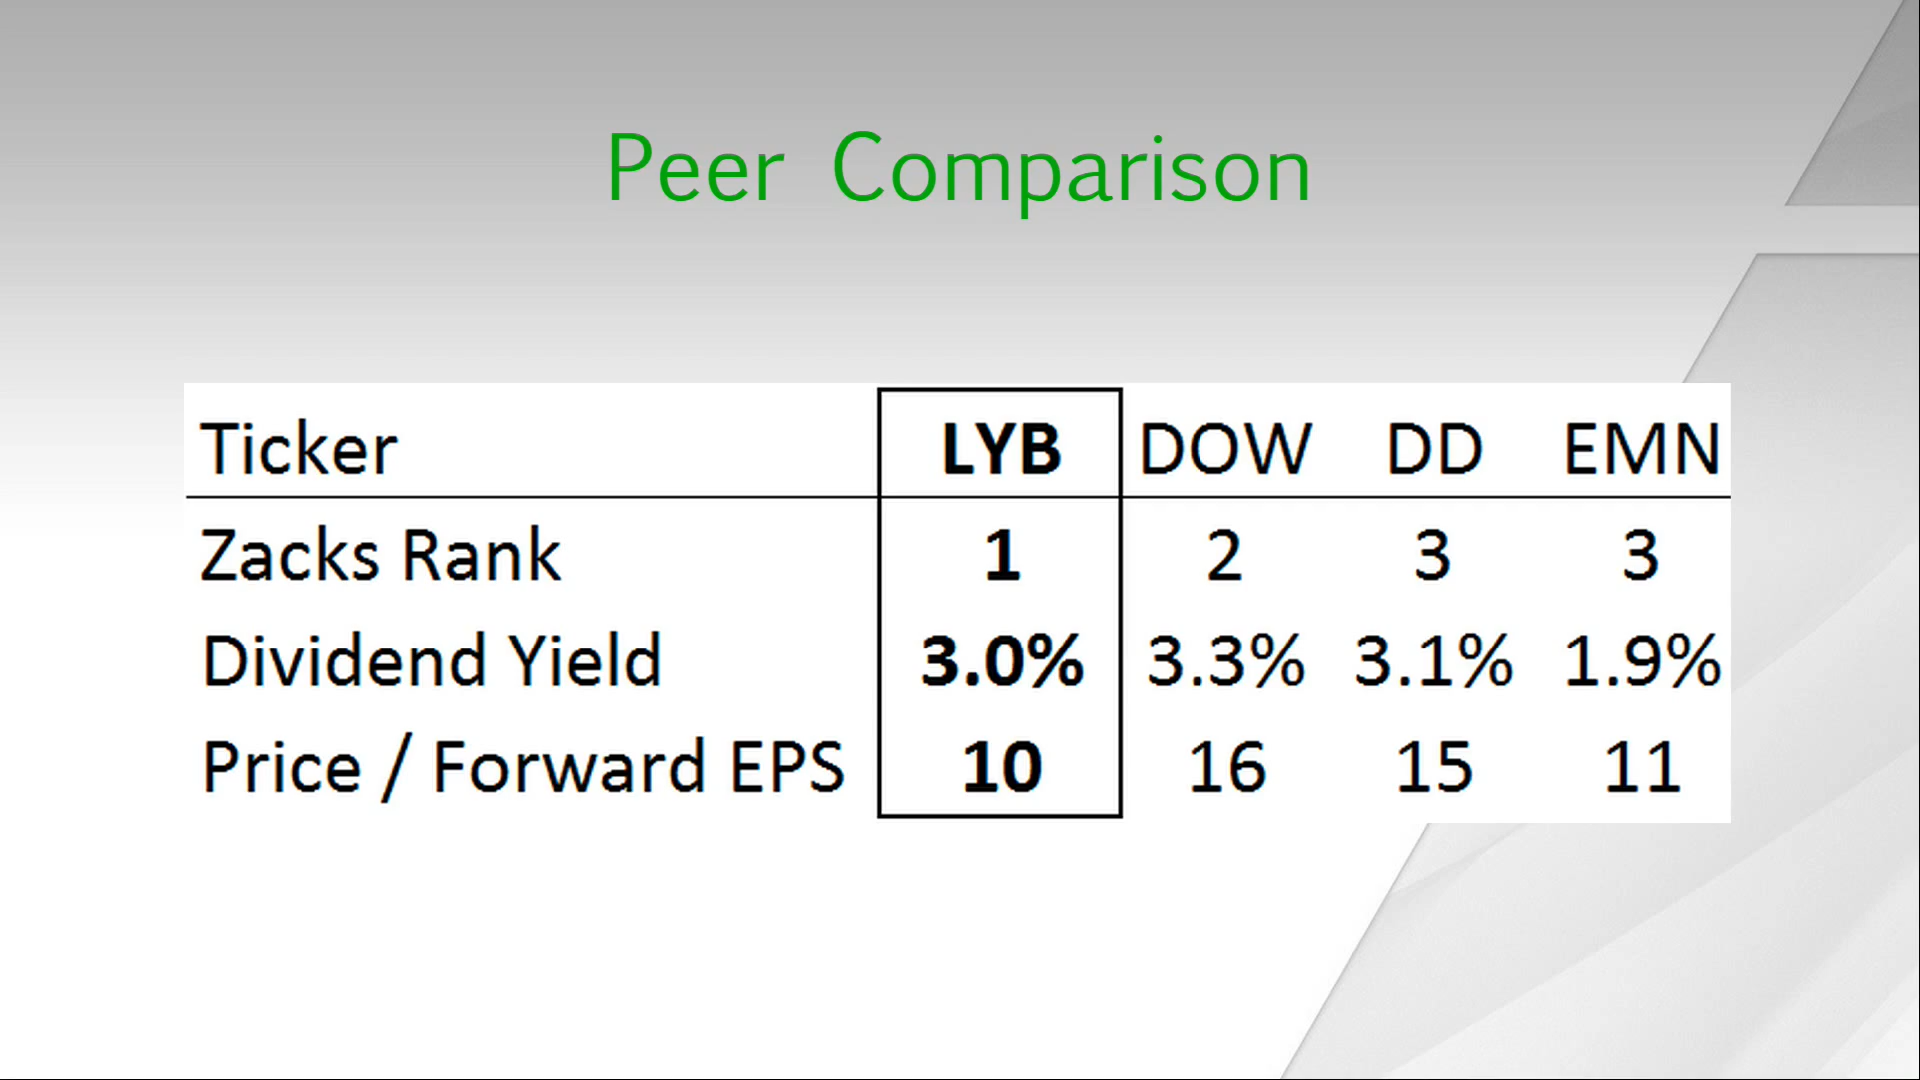 Peer Comparison
Ticker LYB DOW DD EMN
Zacks Rank 1 2 3 3
Dividend Yield 3.0% 3.3% 3.1% 1.9%
Price / Forward EPS 10 16 15 11